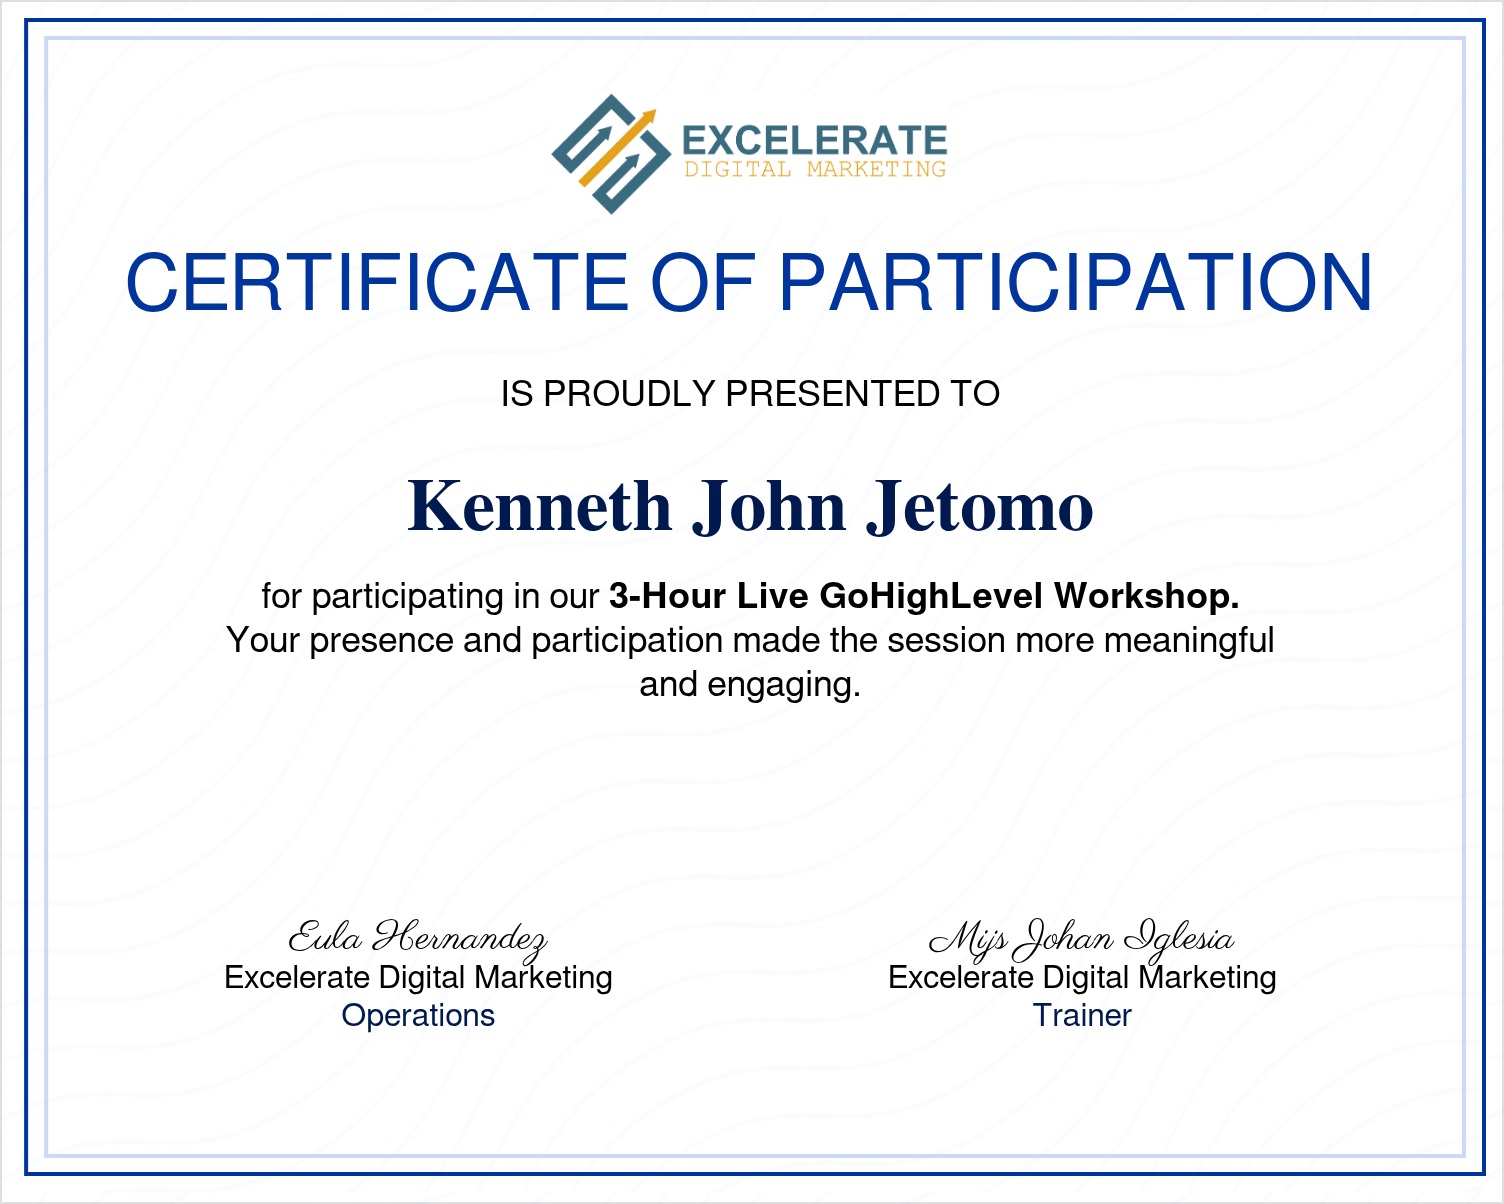 EXCELERATE
DIGITAL MARKETING
CERTIFICATE OF PARTICIPATION
IS PROUDLY PRESENTED TO
Kenneth John Jetomo
for participating in our 3-Hour Live GoHighLevel Workshop.
Your presence and participation made the session more meaningful
and engaging.
Eula Hernandez
Excelerate Digital Marketing
Operations
Mijs Johan Iglesia
Excelerate Digital Marketing
Trainer